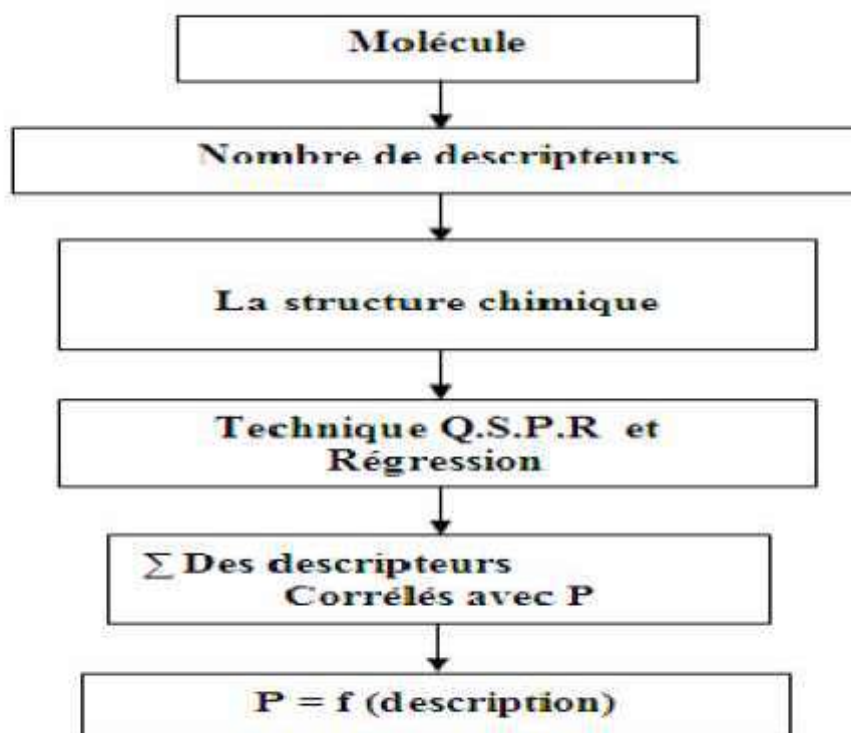 Molécule
Nombre de descripteurs
La structure chimique
Technique Q.S.P.R et
Régression
∑ Des descripteurs
Corrélés avec P
P = f (description)